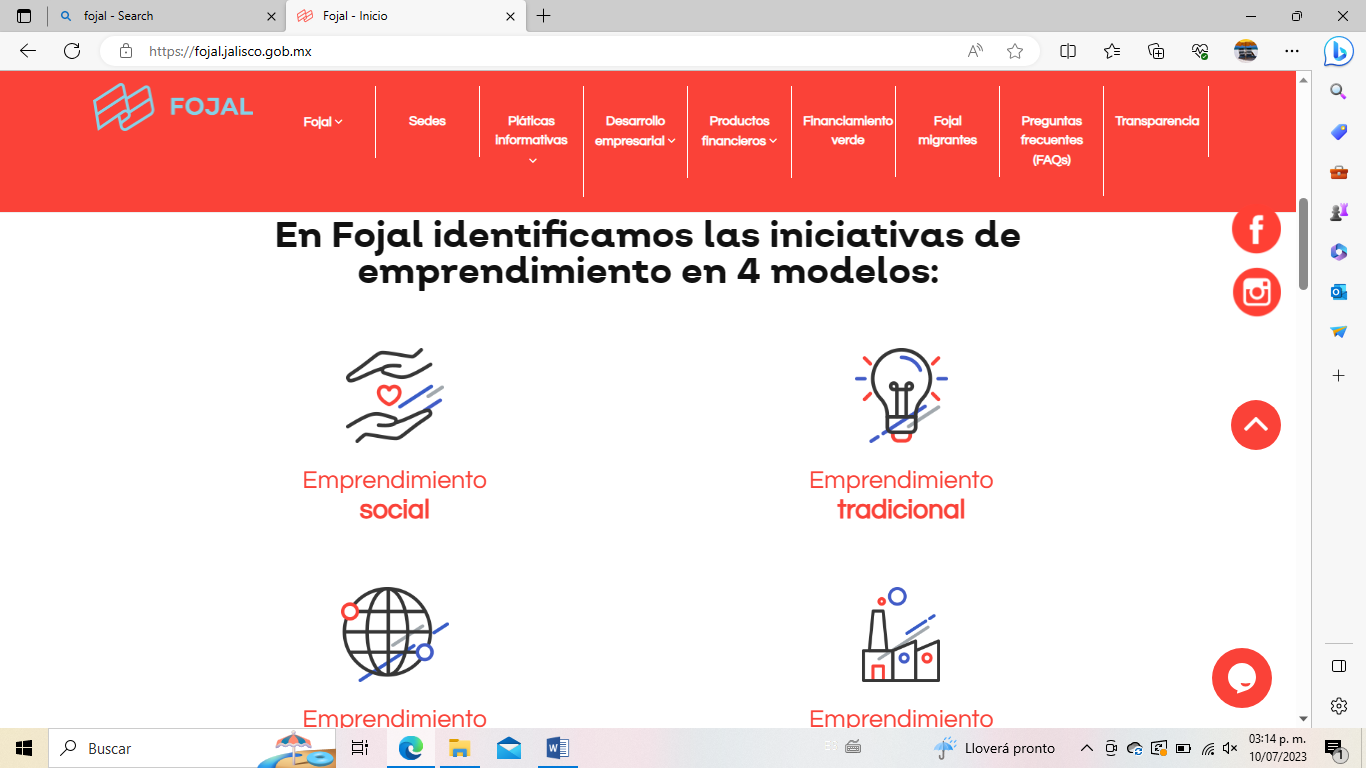 fojal - Search
Fojal - Inicio
https://fojal.jalisco.gob.mx
FOJAL
Fojal
Sedes
Pláticas
informativas
Desarrollo
empresarial
Productos
financieros
Financiamiento
verde
Fojal
migrantes
Preguntas
frecuentes
(FAQs)
Transparencia
En Fojal identificamos las iniciativas de
emprendimiento en 4 modelos:
Emprendimiento
social
Emprendimiento
tradicional
Emprendimiento
Emprendimiento
Buscar
Lloverá pronto
03:14 p. m.
10/07/2023
1